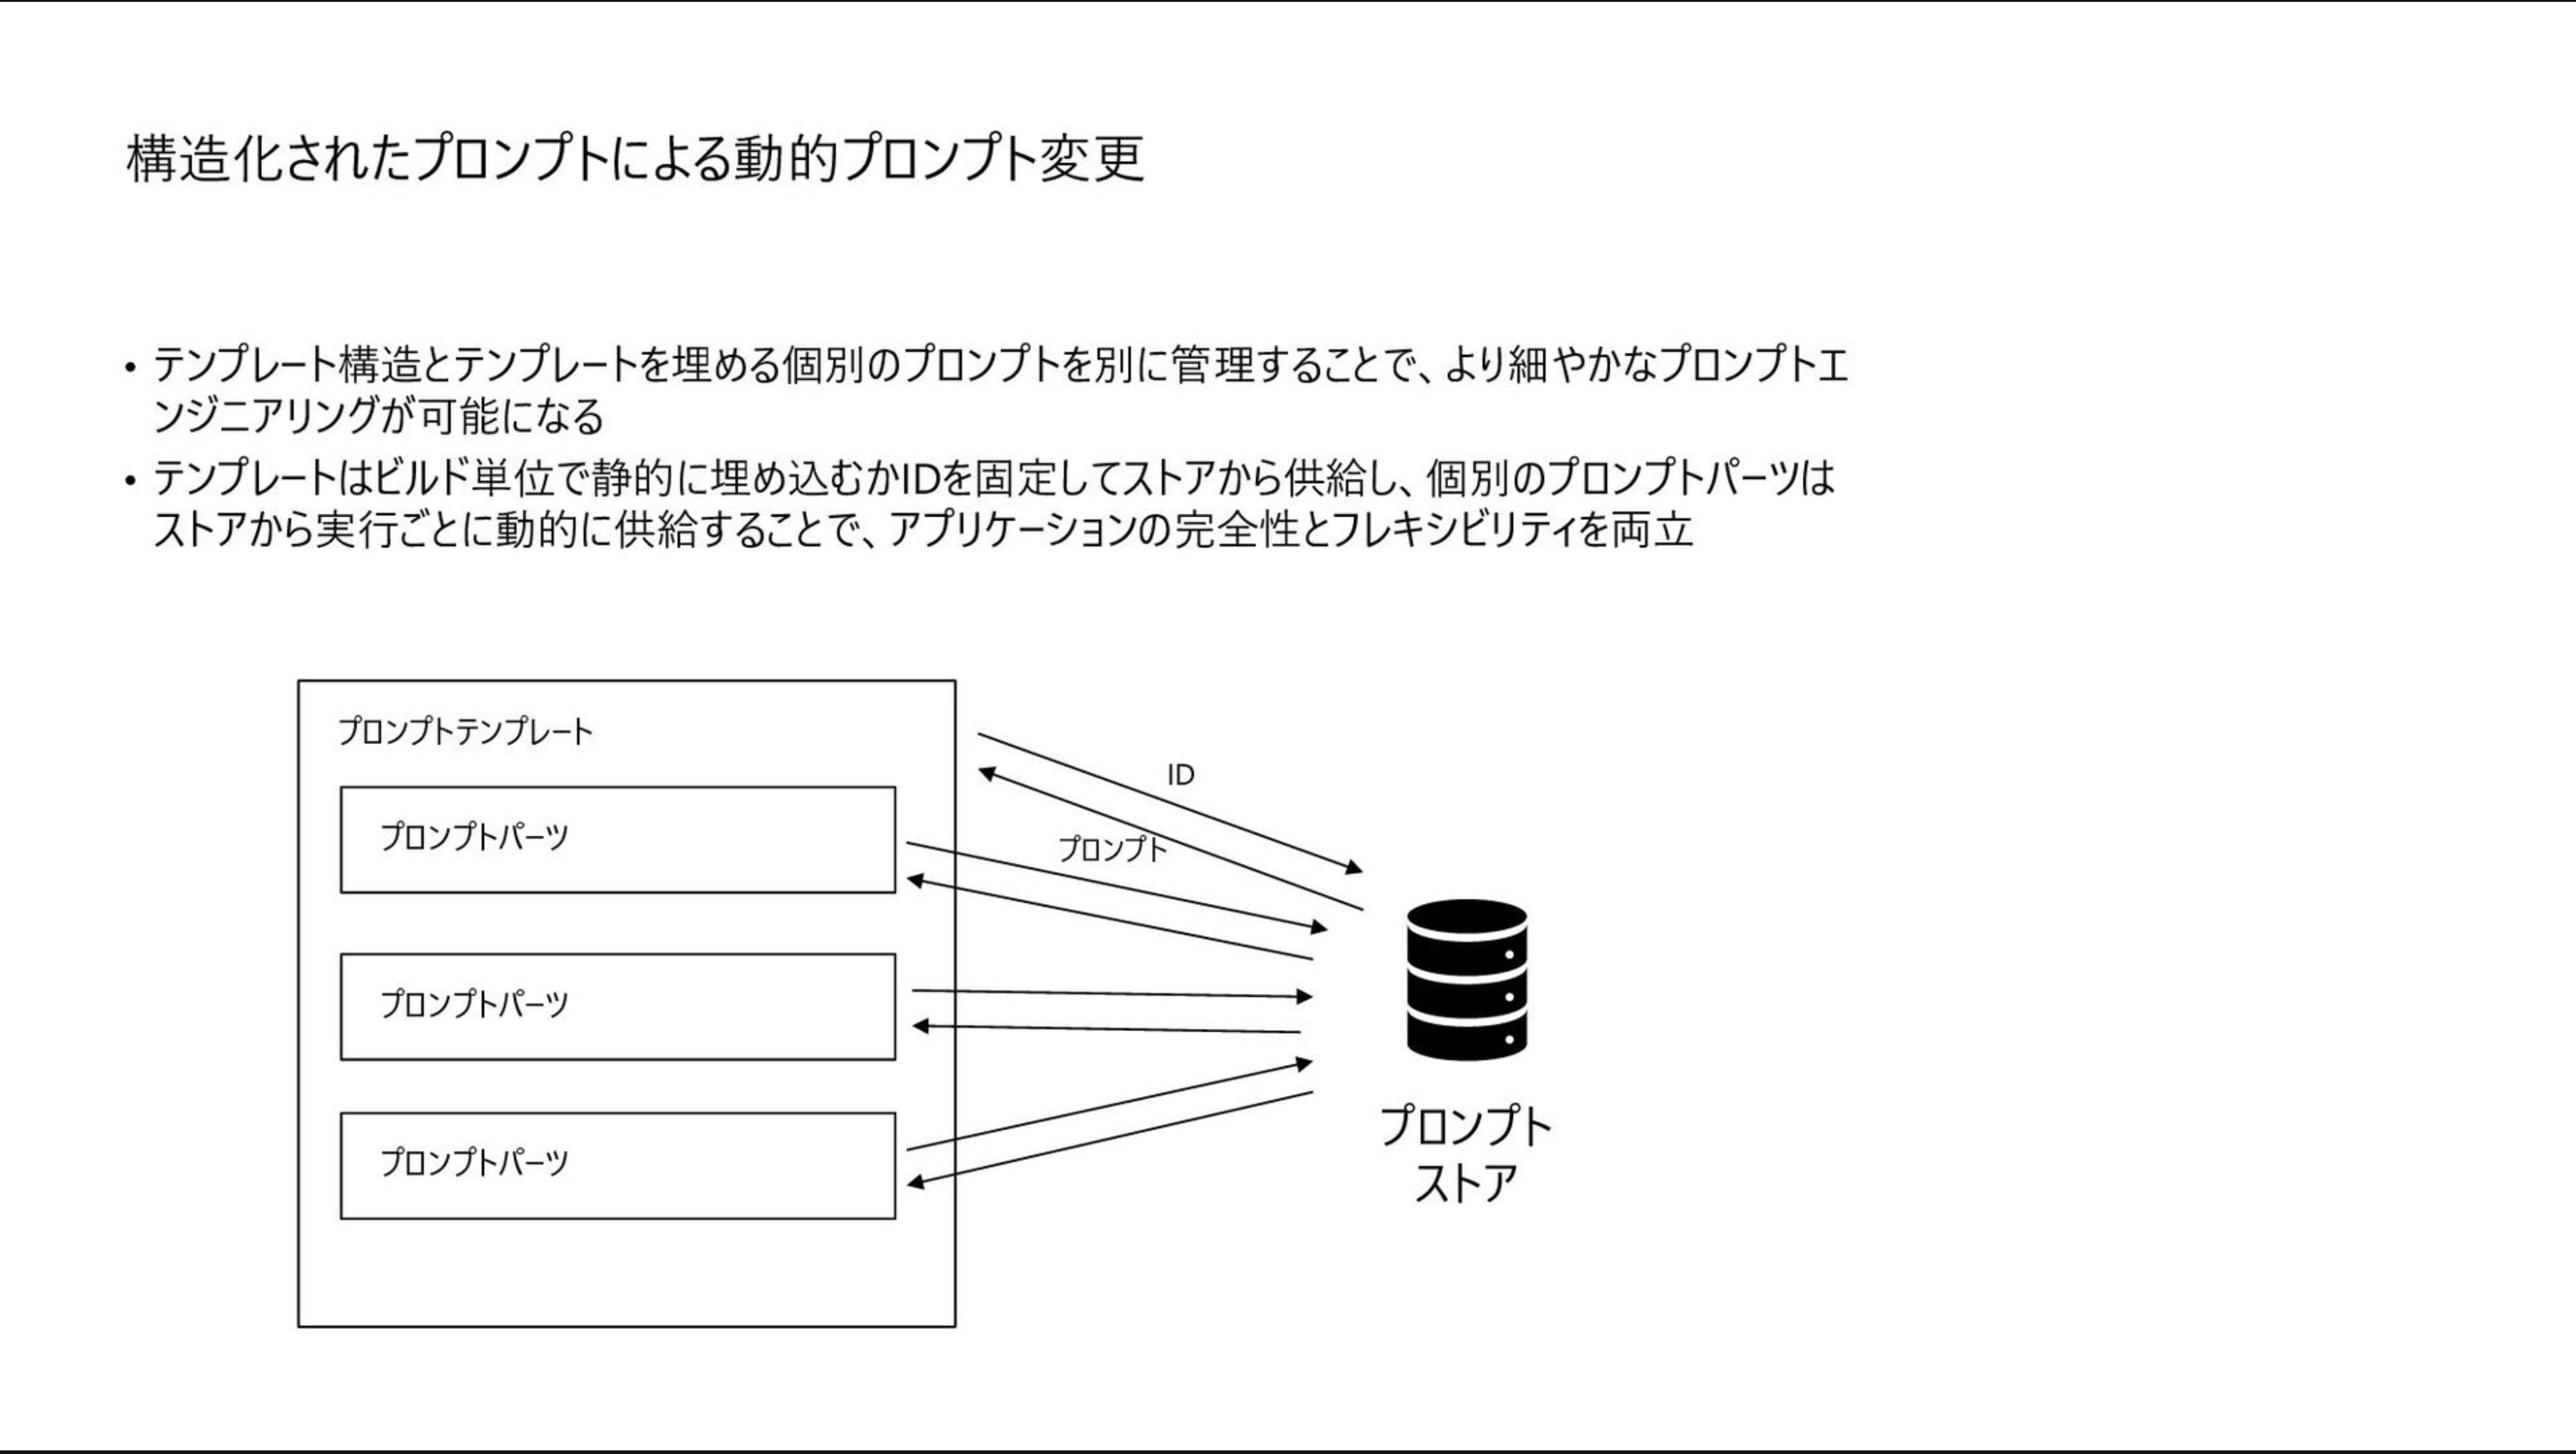 構造化されたプロンプトによる動的プロンプト変更
• テンプレート構造とテンプレートを埋める個別のプロンプトを別に管理することで、より細やかなプロンプトエ
ンジニアリングが可能になる
• テンプレートはビルド単位で静的に埋め込むかIDを固定してストアから供給し、個別のプロンプトパーツは
ストアから実行ごとに動的に供給することで、アプリケーションの完全性とフレキシビリティを両立
プロンプトテンプレート
ID
プロンプトパーツ
プロンプト
プロンプトパーツ
プロンプトパーツ
プロンプト
ストア